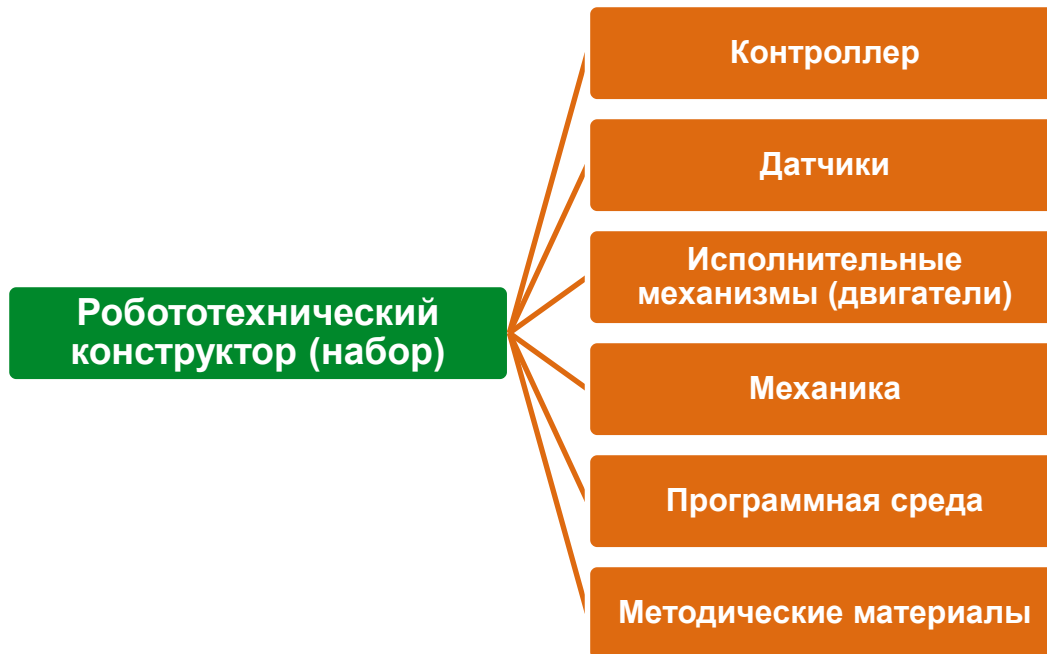 Контроллер
Датчики
Исполнительные
механизмы (двигатели)
Робототехнический
конструктор (набор)
Механика
Программная среда
Методические материалы